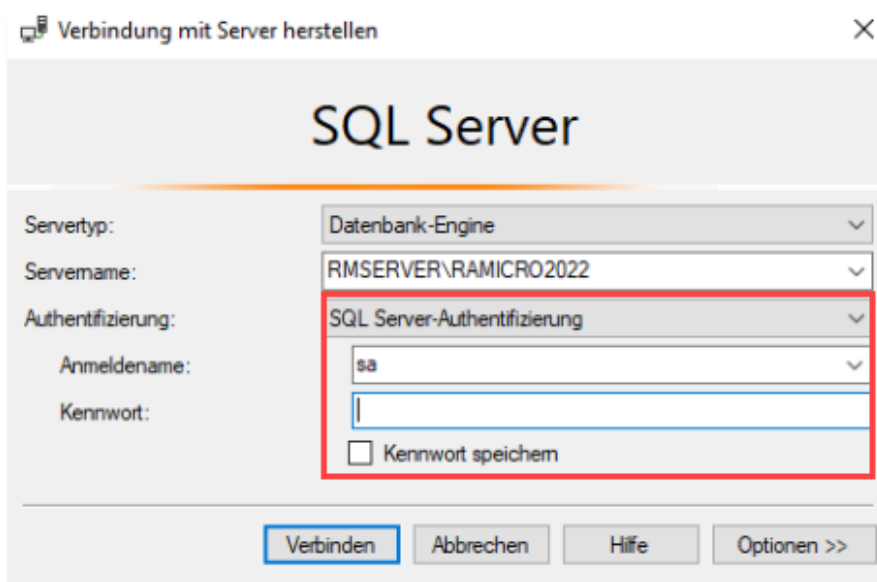 Verbindung mit Server herstellen
SQL Server
Servertyp: Datenbank-Engine
Servername: RMSERVER\RAMICRO2022
Authentifizierung: SQL Server-Authentifizierung
Anmeldename: sa
Kennwort:
Kennwort speichern
Verbinden Abbrechen Hilfe Optionen >>